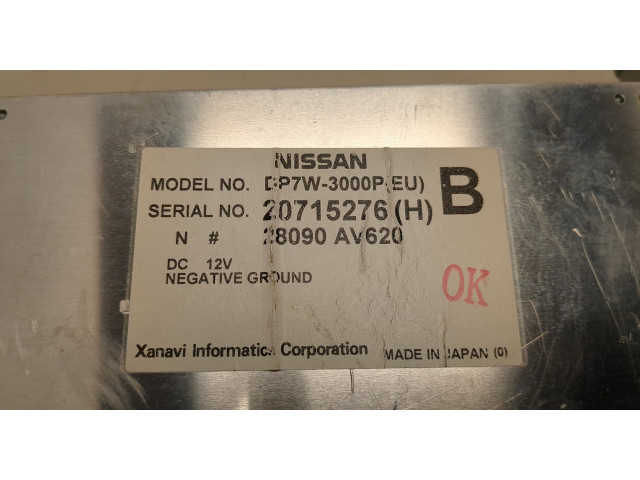 NISSAN
MODEL NO. DP7W-3000P(EU)
B
SERIAL NO. 20715276 (H)
N # 28090 AV620
DC 12V
NEGATIVE GROUND
OK
Xanavi Informatics Corporation
MADE IN JAPAN (0)